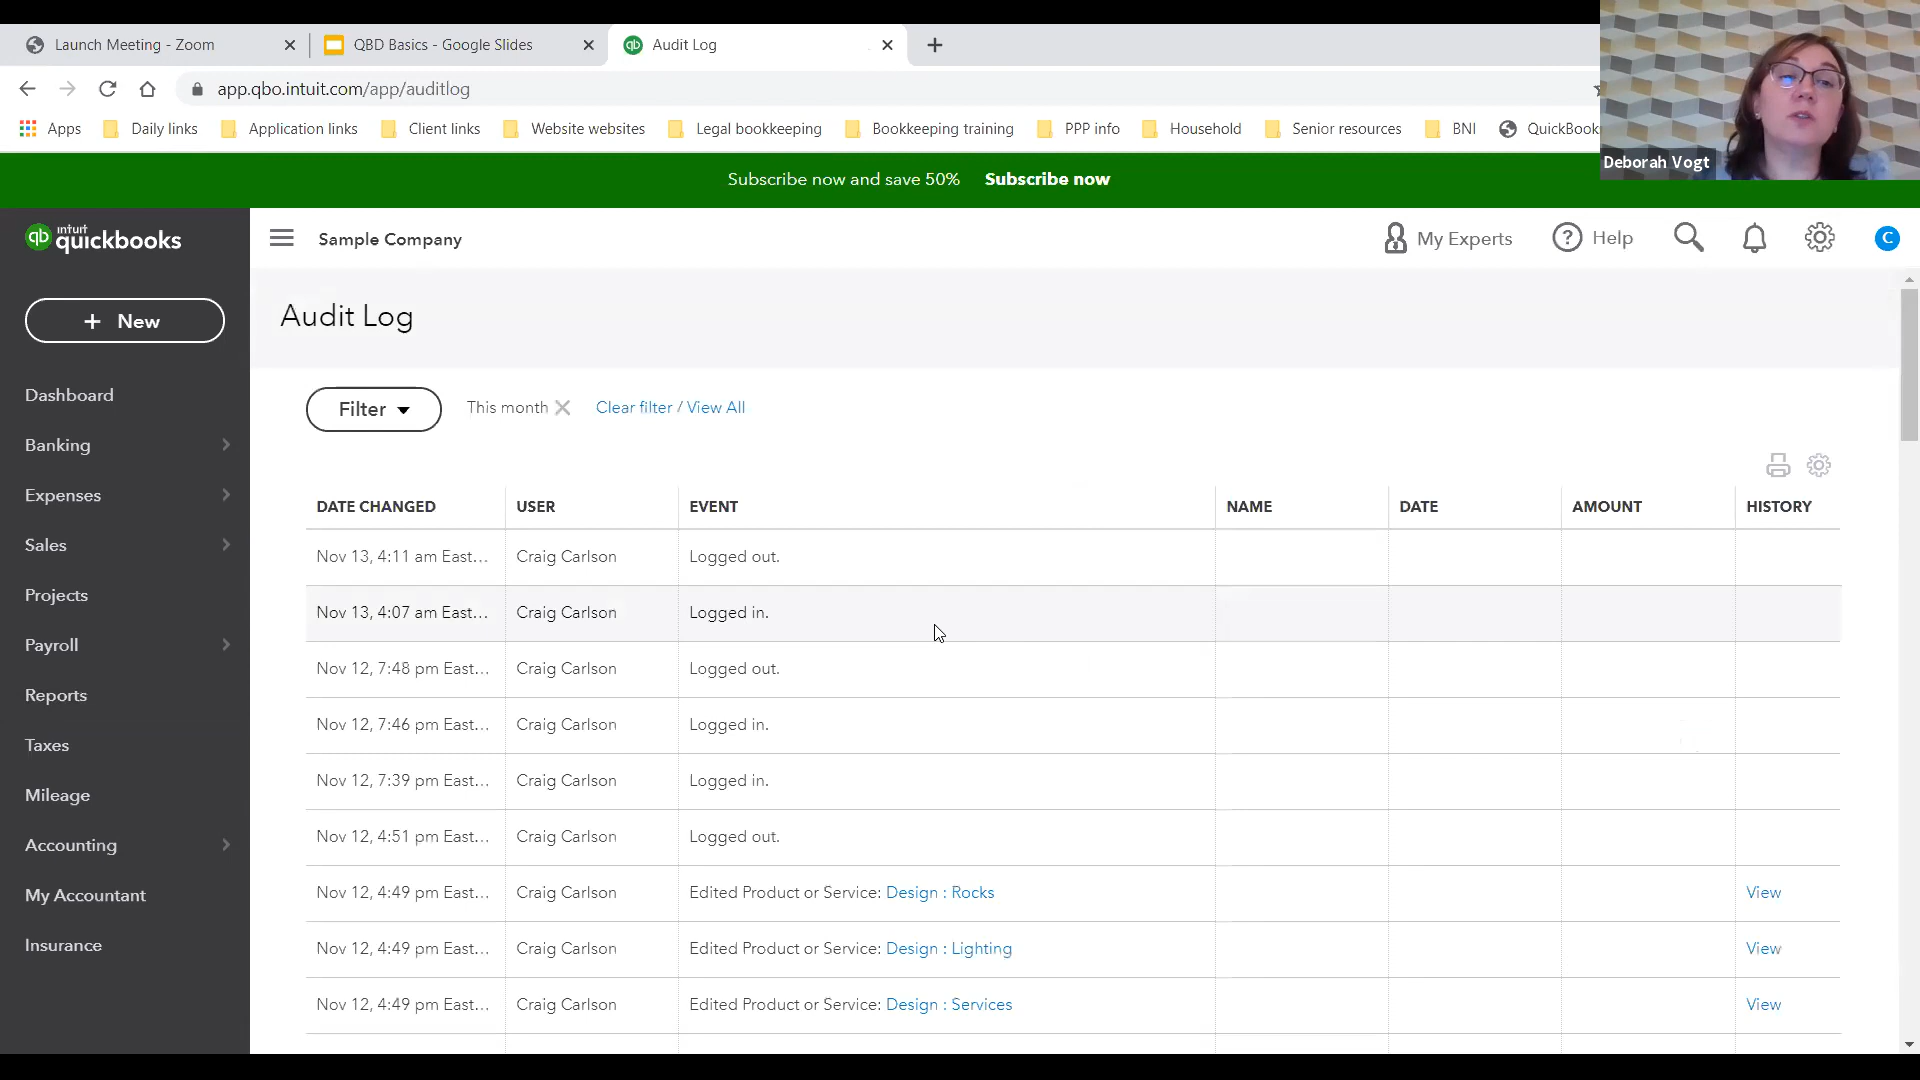 Launch Meeting - Zoom
QBD Basics - Google Slides
Audit Log
app.qbo.intuit.com/app/auditlog
Apps
Daily links
Application links
Client links
Website websites
Legal bookkeeping
Bookkeeping training
PPP info
Household
Senior resources
BNI
QuickBook
Deborah Vogt
Subscribe now and save 50% Subscribe now
qb intuit quickbooks
Sample Company
My Experts
Help
C
+ New
Dashboard
Banking
Expenses
Sales
Projects
Payroll
Reports
Taxes
Mileage
Accounting
My Accountant
Insurance
Audit Log
Filter This month Clear filter / View All
DATE CHANGED USER EVENT NAME DATE AMOUNT HISTORY
Nov 13, 4:11 am East... Craig Carlson Logged out.
Nov 13, 4:07 am East... Craig Carlson Logged in.
Nov 12, 7:48 pm East... Craig Carlson Logged out.
Nov 12, 7:46 pm East... Craig Carlson Logged in.
Nov 12, 7:39 pm East... Craig Carlson Logged in.
Nov 12, 4:51 pm East... Craig Carlson Logged out.
Nov 12, 4:49 pm East... Craig Carlson Edited Product or Service: Design : Rocks View
Nov 12, 4:49 pm East... Craig Carlson Edited Product or Service: Design : Lighting View
Nov 12, 4:49 pm East... Craig Carlson Edited Product or Service: Design : Services View